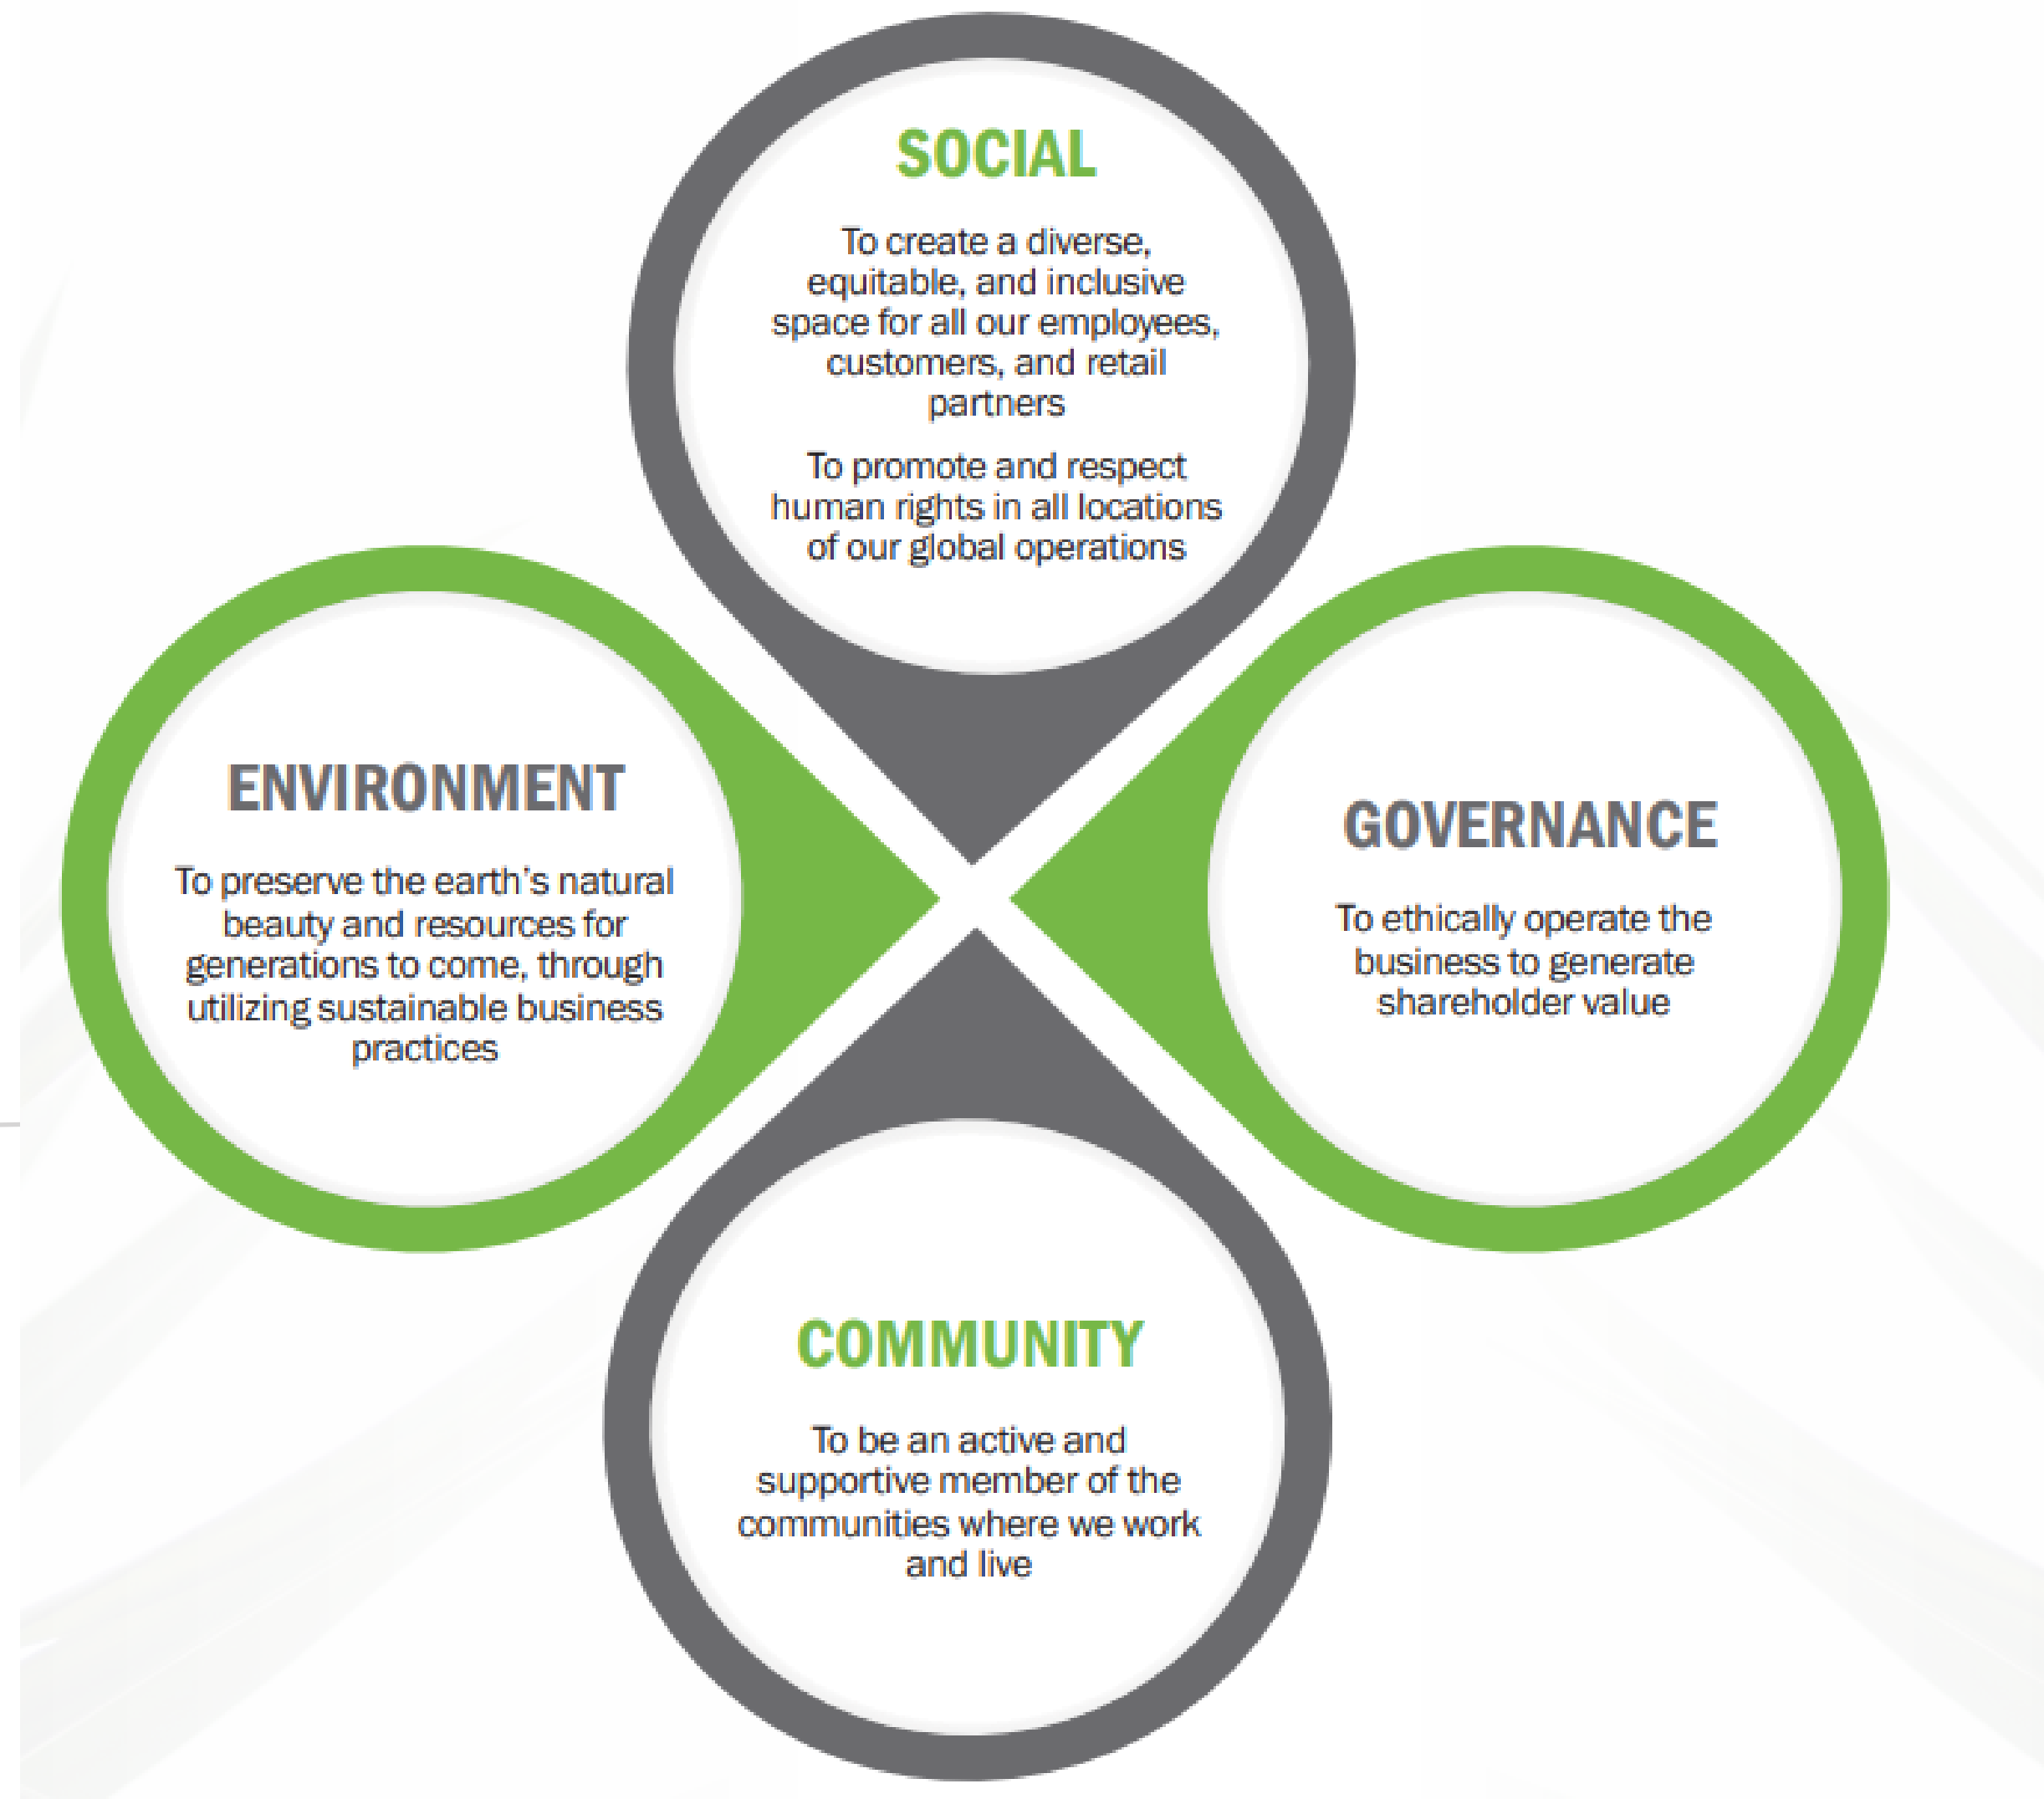 SOCIAL
To create a diverse,
equitable, and inclusive
space for all our employees,
customers, and retail
partners
To promote and respect
human rights in all locations
of our global operations
ENVIRONMENT
To preserve the earth's natural
beauty and resources for
generations to come, through
utilizing sustainable business
practices
GOVERNANCE
To ethically operate the
business to generate
shareholder value
COMMUNITY
To be an active and
supportive member of the
communities where we work
and live